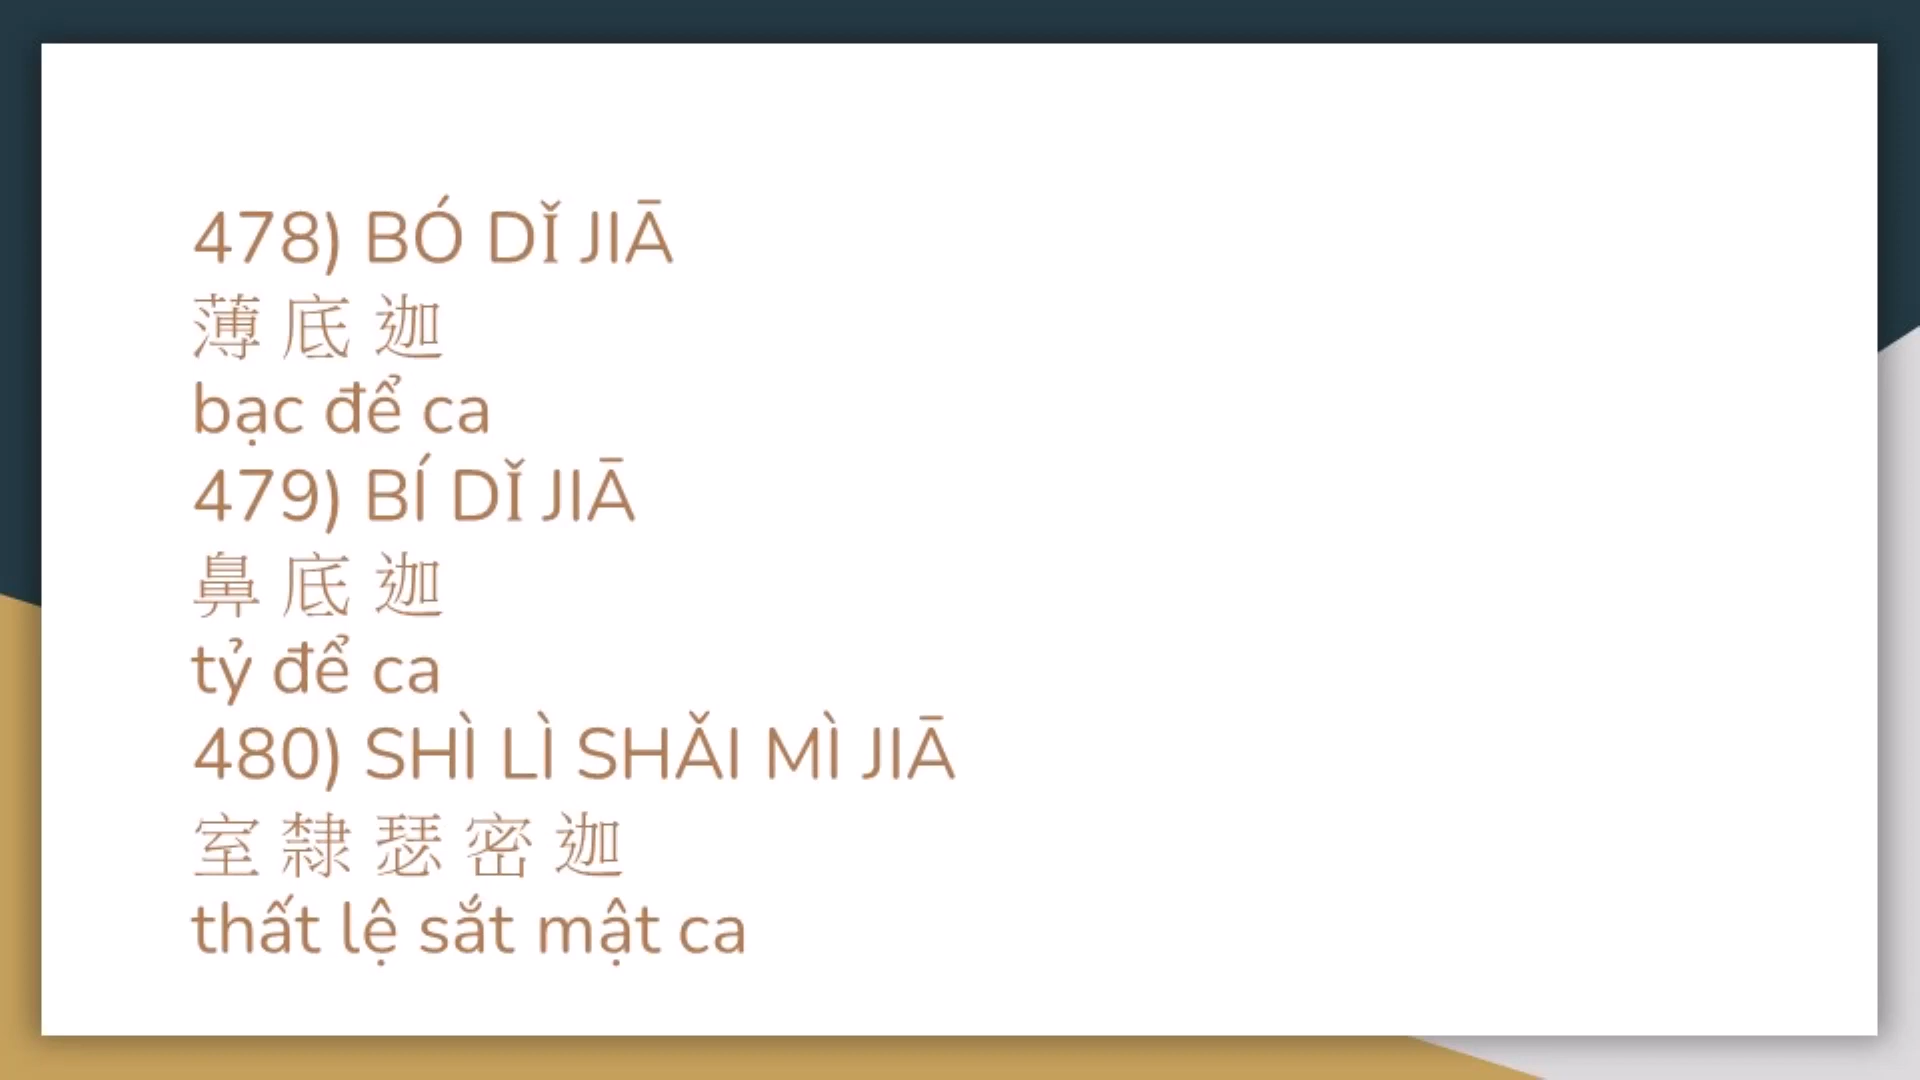 478) BÓ DǏ JIĀ
薄 底 迦
bạc để ca
479) BÍ DǏ JIĀ
鼻 底 迦
tỷ để ca
480) SHÌ LÌ SHǍI MÌ JIĀ
室 隸 瑟 密 迦
thất lệ sắt mật ca